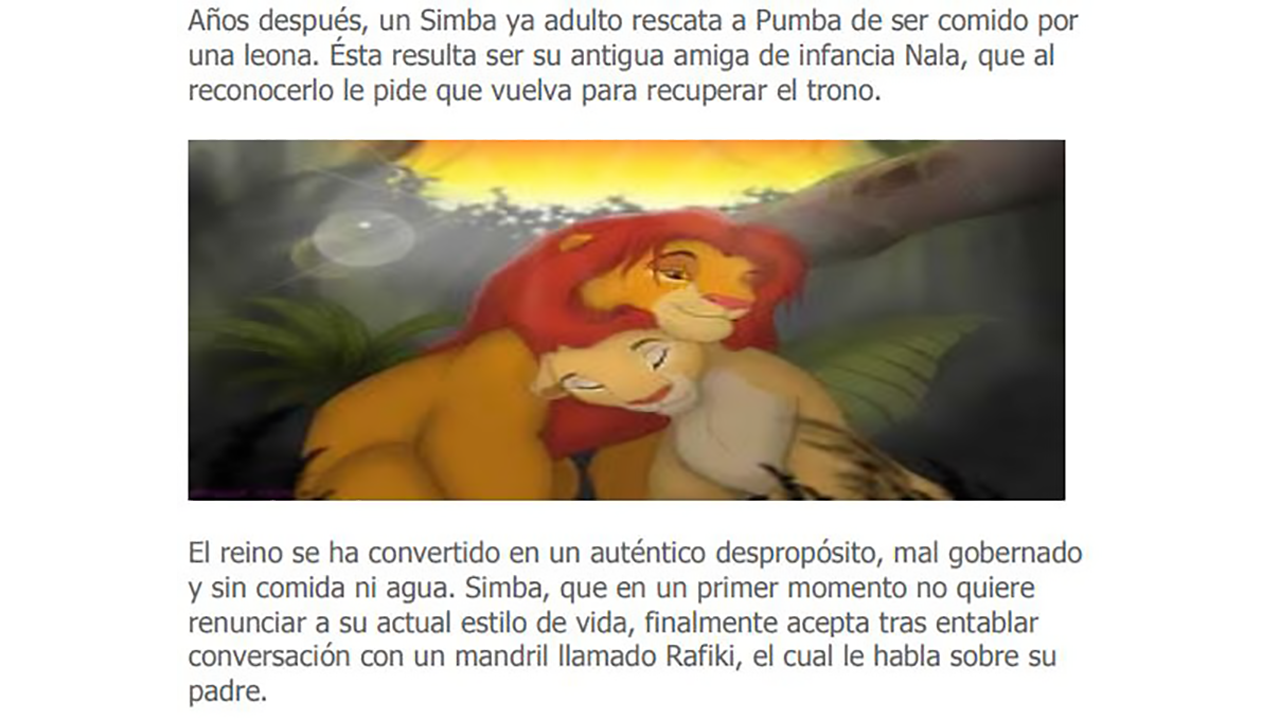 Años después, un Simba ya adulto rescata a Pumba de ser comido por
una leona. Ésta resulta ser su antigua amiga de infancia Nala, que al
reconocerlo le pide que vuelva para recuperar el trono.
El reino se ha convertido en un auténtico despropósito, mal gobernado
y sin comida ni agua. Simba, que en un primer momento no quiere
renunciar a su actual estilo de vida, finalmente acepta tras entablar
conversación con un mandril llamado Rafiki, el cual le habla sobre su
padre.